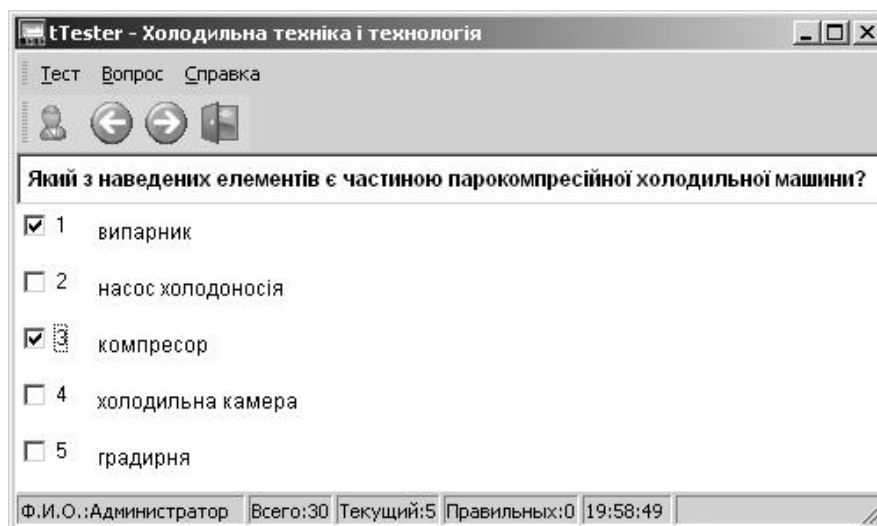 tTester - Холодильна техніка і технологія
Тест Вопрос Справка
Який з наведених елементів є частиною парокомпресійної холодильної машини?
1 випарник
2 насос холодоносія
3 компресор
4 холодильна камера
5 градирня
Ф.И.О.:Администратор Всего:30 Текущий:5 Правильных:0 19:58:49